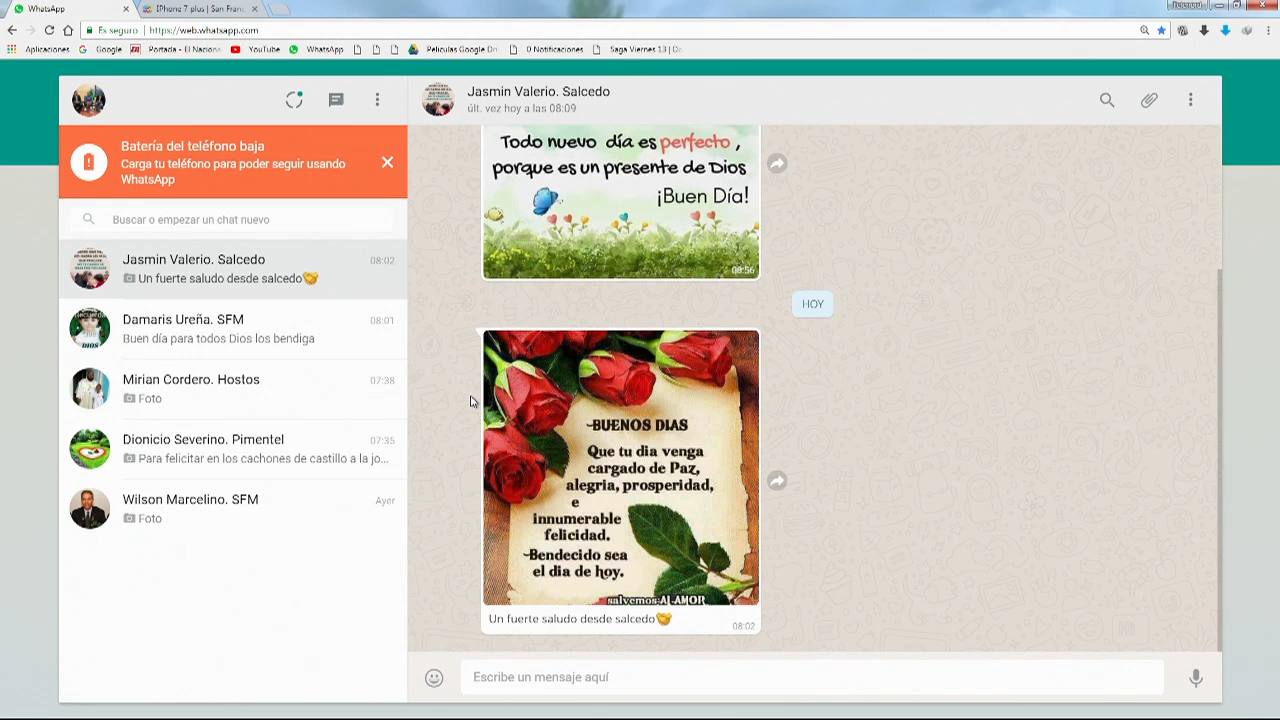 WhatsApp
IPhone 7 plus | San Franc
Es seguro
https://web.whatsapp.com
Aplicaciones
Google
Portada - El Naciona
YouTube
WhatsApp
Peliculas Google Dri
0 Notificaciones
Saga Viernes 13 | De
Batería del teléfono baja
Carga tu teléfono para poder seguir usando
WhatsApp
Buscar o empezar un chat nuevo
Jasmin Valerio. Salcedo
08:02
Un fuerte saludo desde salcedo🤝
Damaris Ureña. SFM
08:01
Buen día para todos Dios los bendiga
Mirian Cordero. Hostos
07:38
Foto
Dionicio Severino. Pimentel
07:35
Para felicitar en los cachones de castillo a la jo...
Wilson Marcelino. SFM
Ayer
Foto
Jasmin Valerio. Salcedo
últ. vez hoy a las 08:09
Todo nuevo día es perfecto ,
porque es un presente de Dios
¡Buen Día!
08:56
HOY
-BUENOS DIAS
Que tu dia venga
cargado de Paz,
alegria, prosperidad,
e
innumerable
felicidad.
-Bendecido sea
el dia de hoy.
salvemos AL AMOR
Un fuerte saludo desde salcedo🤝
08:02
Escribe un mensaje aquí